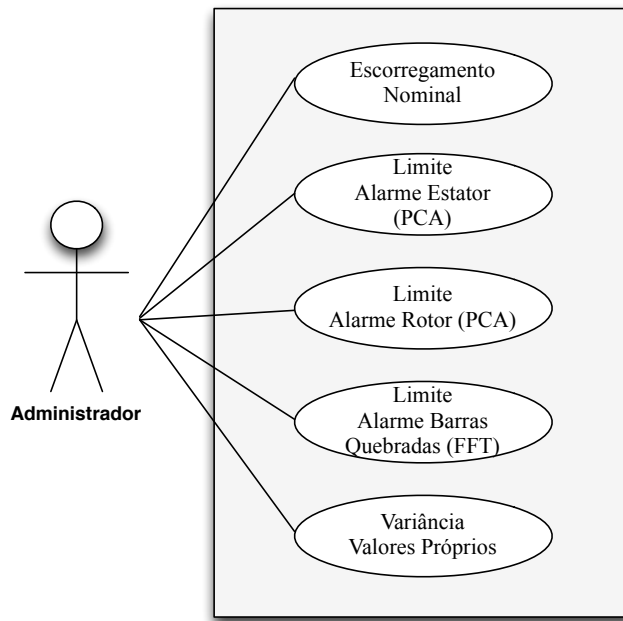 Escorregamento
Nominal
Limite
Alarme Estator
(PCA)
Limite
Alarme Rotor (PCA)
Limite
Alarme Barras
Quebradas (FFT)
Variância
Valores Próprios
Administrador